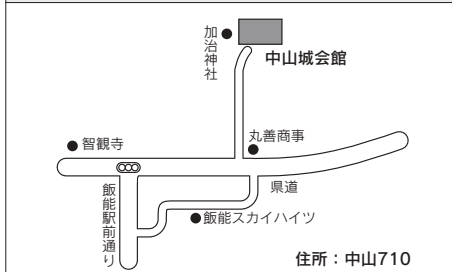 加治神社
中山城会館
丸善商事
智観寺
県道
飯能駅前通り
飯能スカイハイツ
住所：中山710